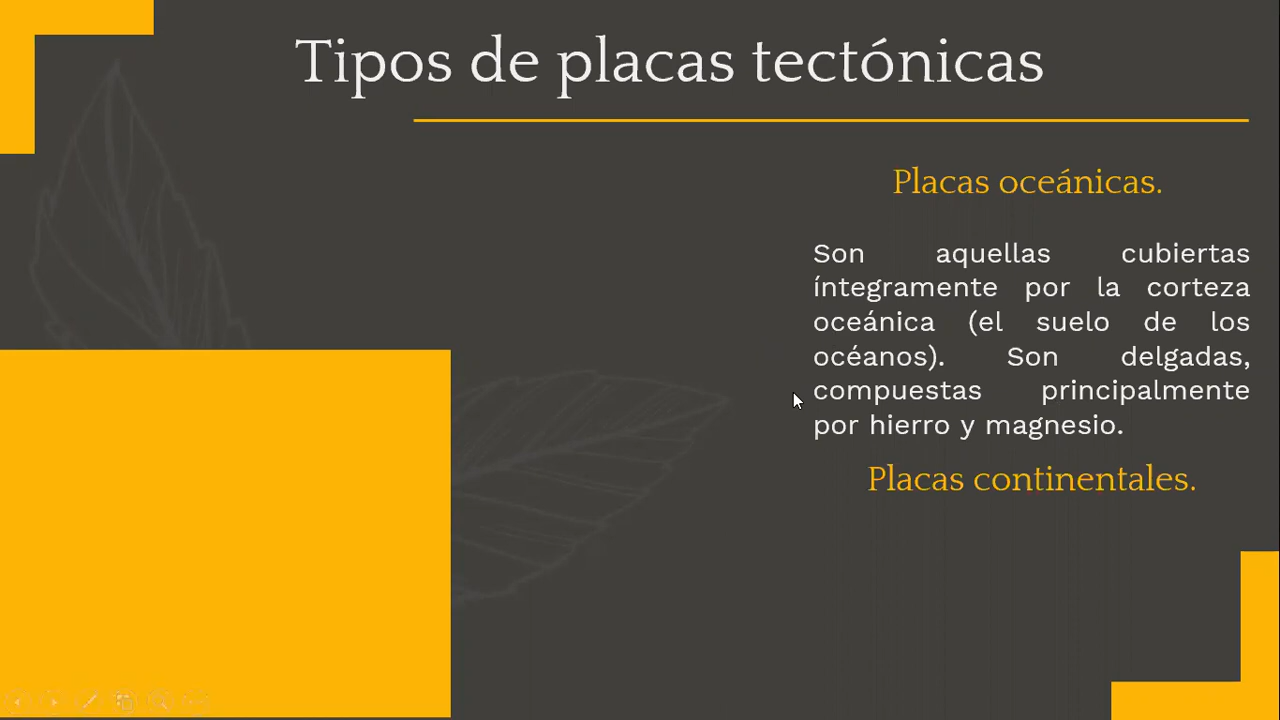 Tipos de placas tectónicas
Placas oceánicas.
Son aquellas cubiertas
íntegramente por la corteza
oceánica (el suelo de los
océanos). Son delgadas,
compuestas principalmente
por hierro y magnesio.
Placas continentales.